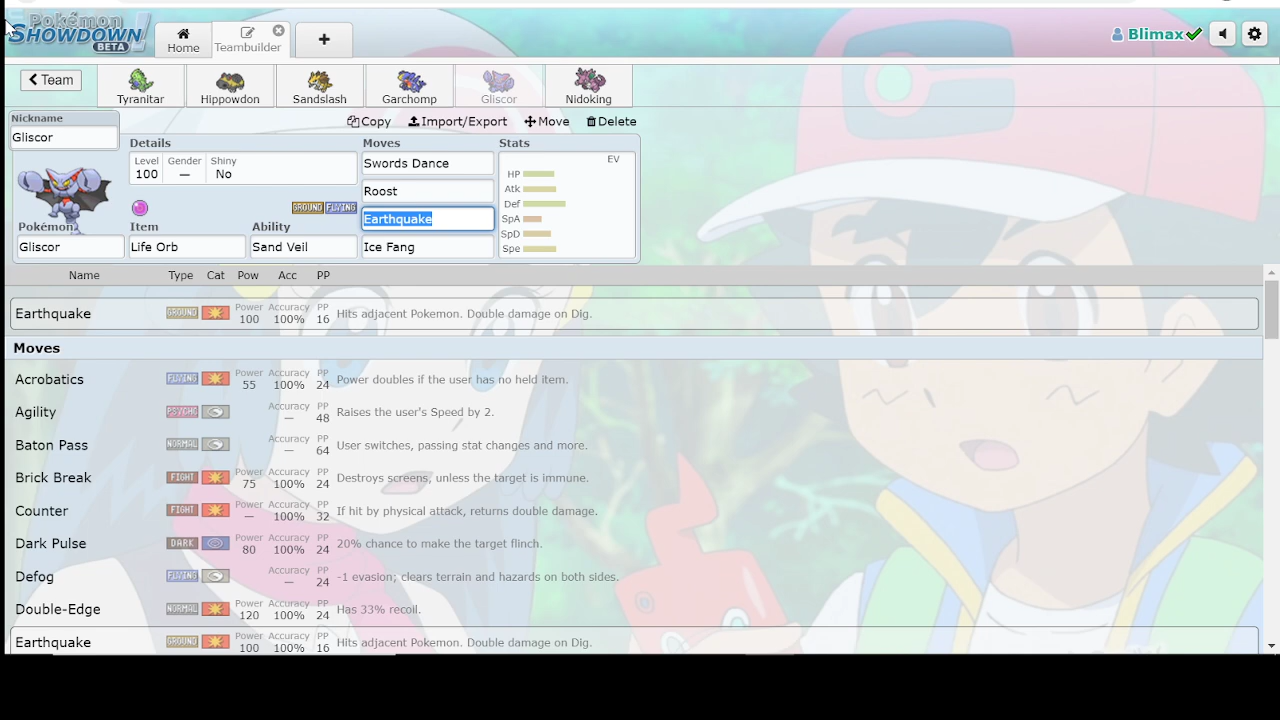 Pokémon
SHOWDOWN!
BETA
Home
Teambuilder
+
Blimax
Team
Tyranitar
Hippowdon
Sandslash
Garchomp
Gliscor
Nidoking
Nickname
Gliscor
Copy Import/Export Move Delete
Details
Moves
Stats
Level Gender Shiny
100 — No
Swords Dance
Roost
Earthquake
Ice Fang
EV
HP
Atk
Def
SpA
SpD
Spe
GROUND FLYING
Pokémon Item Ability
Gliscor Life Orb Sand Veil
Name Type Cat Pow Acc PP
Earthquake GROUND Power 100 Accuracy 100% PP 16 Hits adjacent Pokemon. Double damage on Dig.
Moves
Acrobatics FLYING Power 55 Accuracy 100% PP 24 Power doubles if the user has no held item.
Agility PSYCHC Accuracy — PP 48 Raises the user's Speed by 2.
Baton Pass NORMAL Accuracy — PP 64 User switches, passing stat changes and more.
Brick Break FIGHT Power 75 Accuracy 100% PP 24 Destroys screens, unless the target is immune.
Counter FIGHT Power — Accuracy 100% PP 32 If hit by physical attack, returns double damage.
Dark Pulse DARK Power 80 Accuracy 100% PP 24 20% chance to make the target flinch.
Defog FLYING Accuracy — PP 24 -1 evasion; clears terrain and hazards on both sides.
Double-Edge NORMAL Power 120 Accuracy 100% PP 24 Has 33% recoil.
Earthquake GROUND Power 100 Accuracy 100% PP 16 Hits adjacent Pokemon. Double damage on Dig.